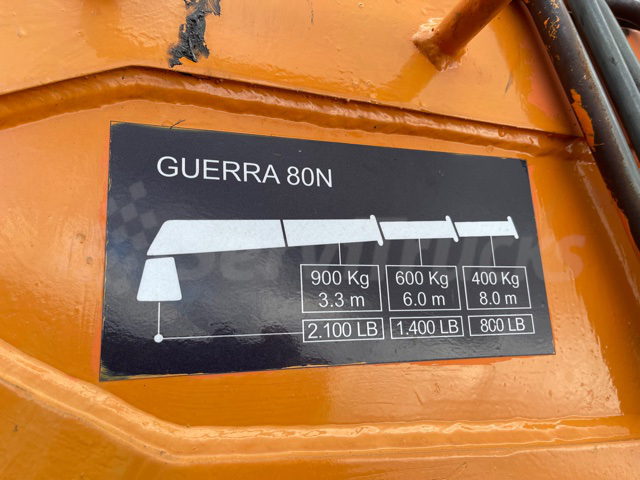 GUERRA 80N
ServiTrucks
900 Kg 600 Kg 400 Kg
3.3 m 6.0 m 8.0 m
2.100 LB 1.400 LB 800 LB